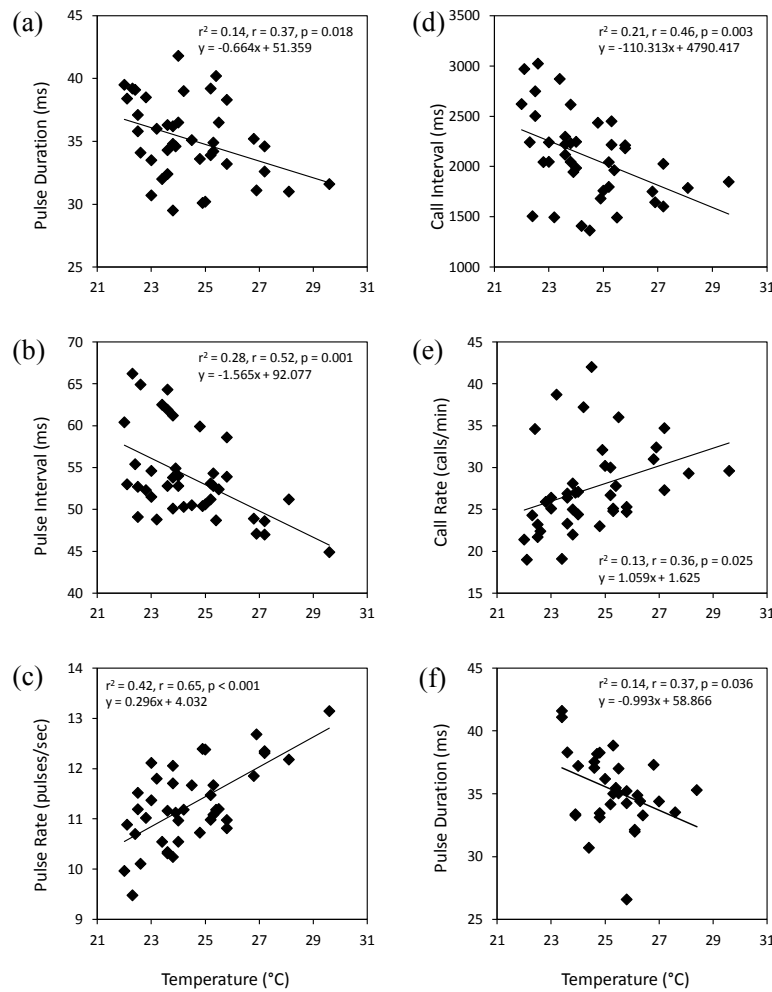 (a)
r² = 0.14, r = 0.37, p = 0.018
y = -0.664x + 51.359
45
40
35
30
25
Pulse Duration (ms)
21 23 25 27 29 31
(d)
r² = 0.21, r = 0.46, p = 0.003
y = -110.313x + 4790.417
3500
3000
2500
2000
1500
1000
Call Interval (ms)
21 23 25 27 29 31
(b)
r² = 0.28, r = 0.52, p = 0.001
y = -1.565x + 92.077
70
65
60
55
50
45
40
Pulse Interval (ms)
21 23 25 27 29 31
(e)
45
40
35
30
25
20
15
Call Rate (calls/min)
r² = 0.13, r = 0.36, p = 0.025
y = 1.059x + 1.625
21 23 25 27 29 31
(c)
r² = 0.42, r = 0.65, p < 0.001
y = 0.296x + 4.032
14
13
12
11
10
9
Pulse Rate (pulses/sec)
21 23 25 27 29 31
Temperature (°C)
(f)
r² = 0.14, r = 0.37, p = 0.036
y = -0.993x + 58.866
45
40
35
30
25
Pulse Duration (ms)
21 23 25 27 29 31
Temperature (°C)